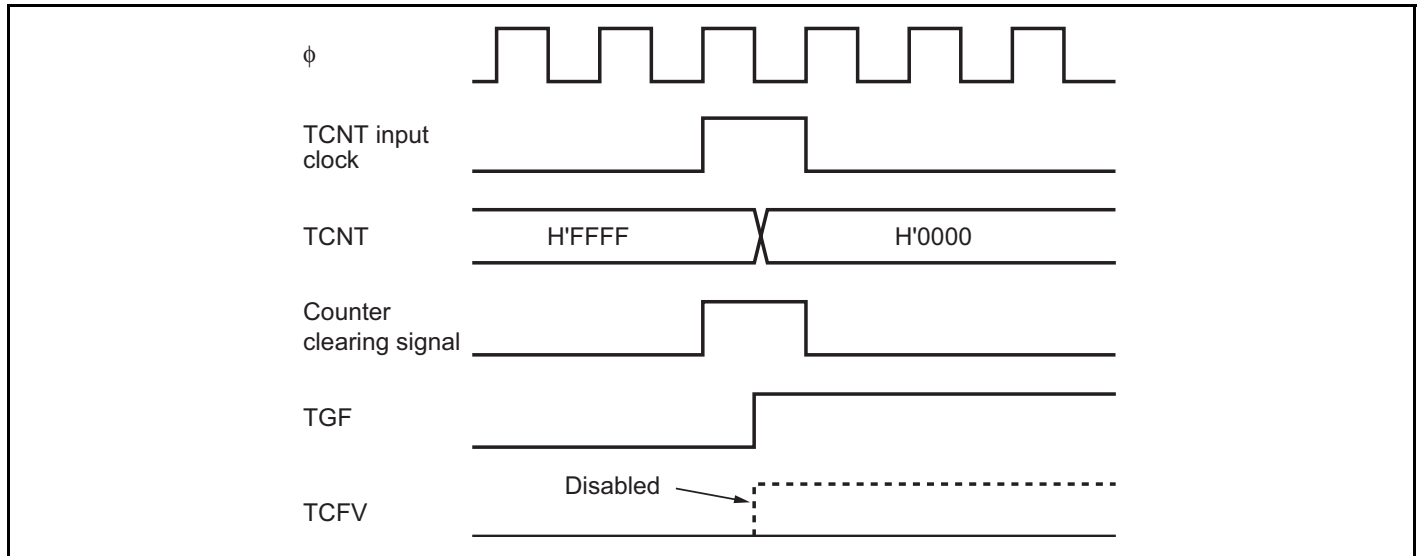 ϕ
TCNT input
clock
TCNT
H'FFFF
H'0000
Counter
clearing signal
TGF
Disabled
TCFV